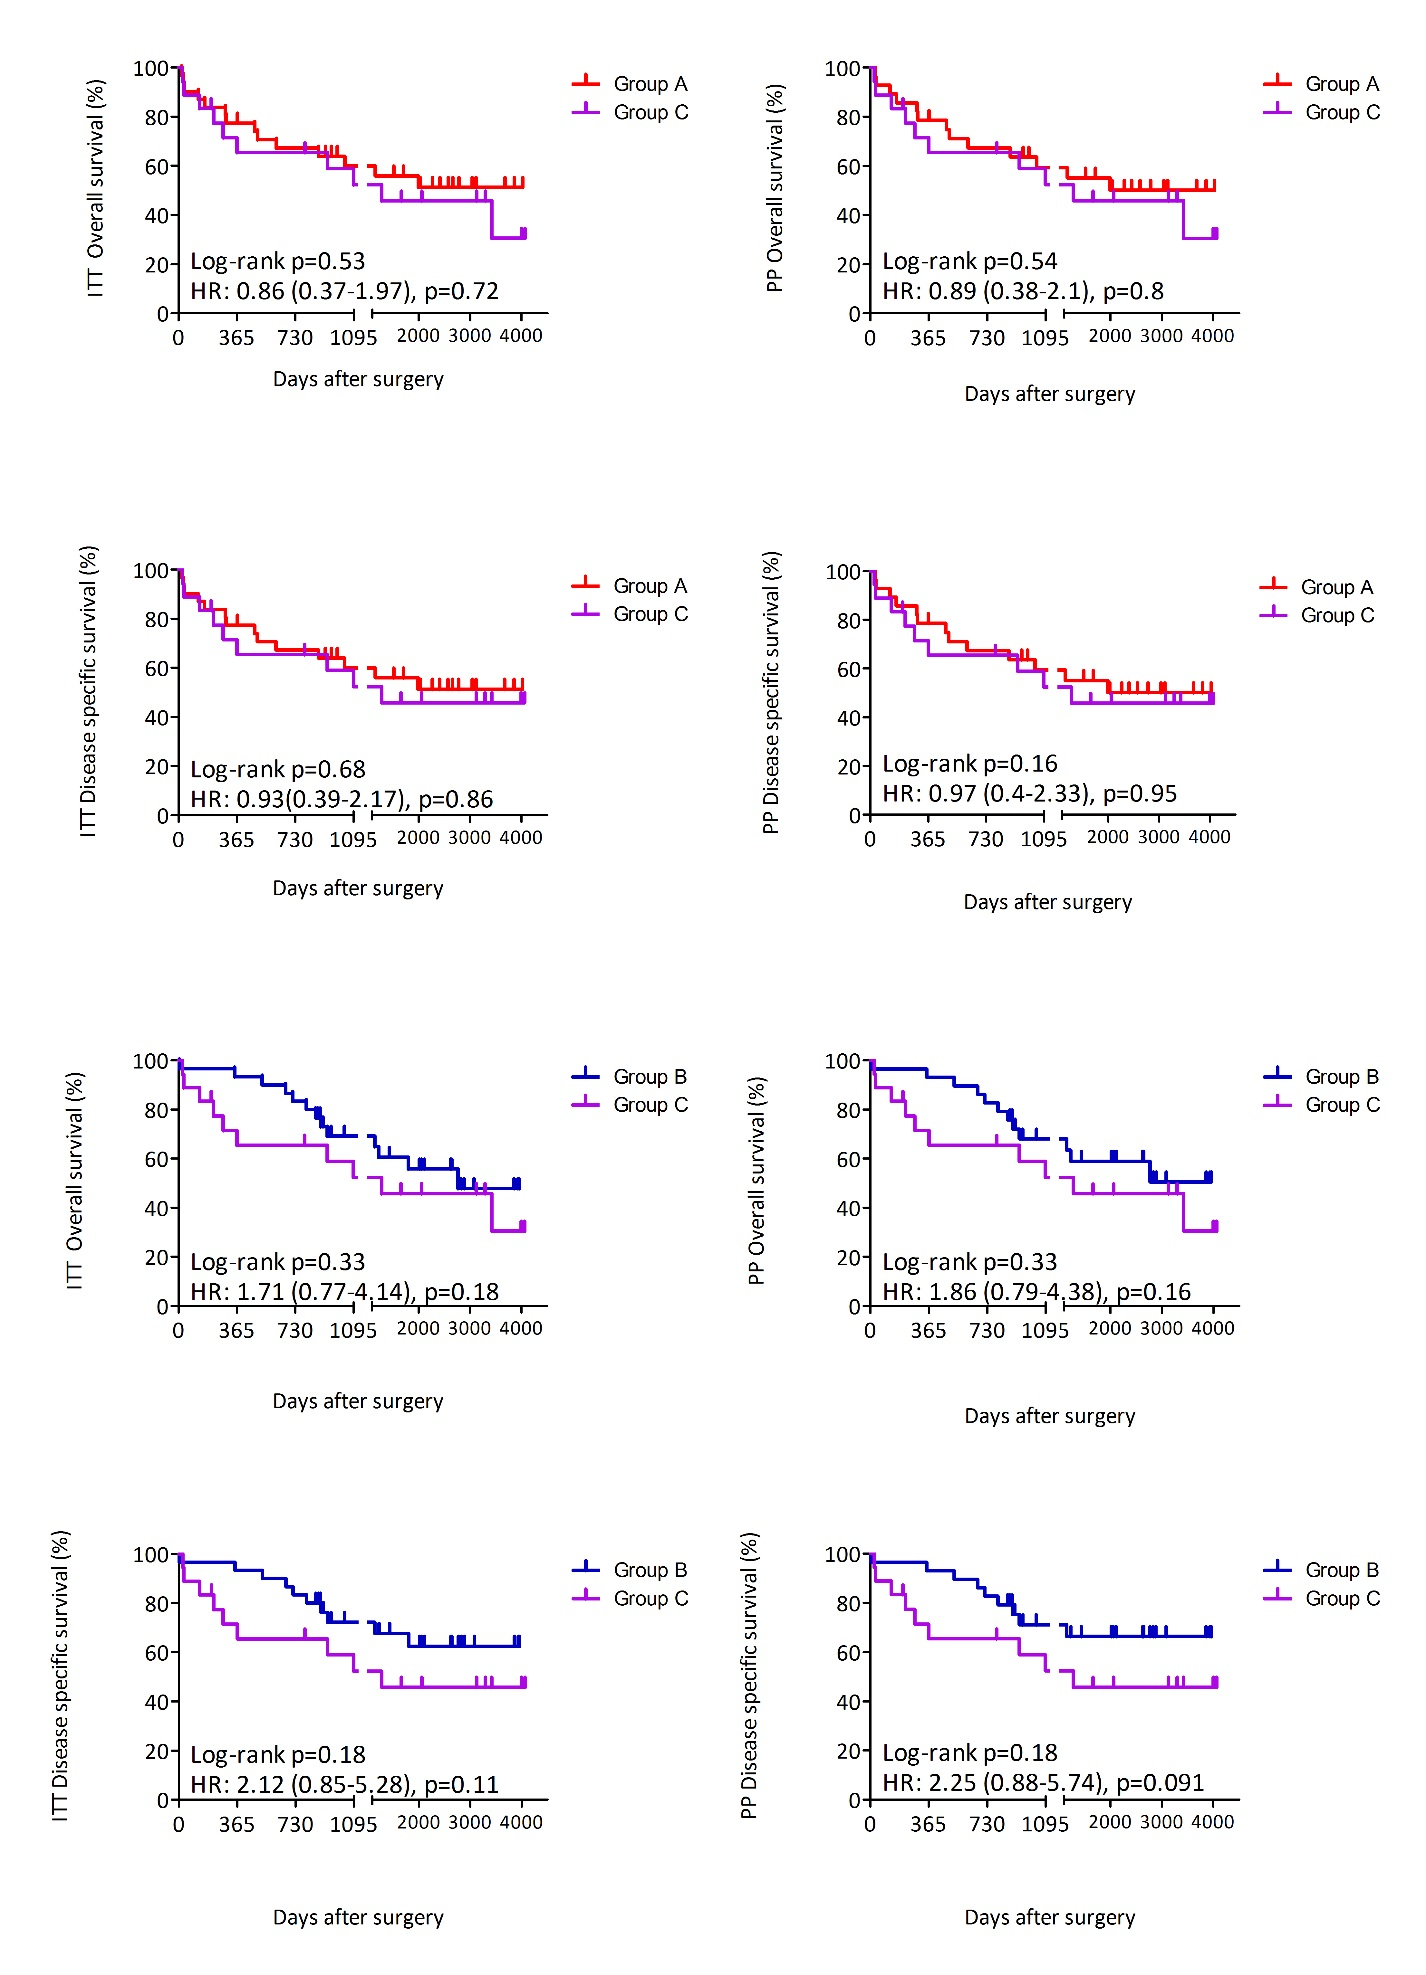 ITT Overall survival (%)
100
80
60
40
20
0
Group A
Group C
Log-rank p=0.53
HR: 0.86 (0.37-1.97), p=0.72
0 365 730 1095 2000 3000 4000
Days after surgery
PP Overall survival (%)
100
80
60
40
20
0
Group A
Group C
Log-rank p=0.54
HR: 0.89 (0.38-2.1), p=0.8
0 365 730 1095 2000 3000 4000
Days after surgery
ITT Disease specific survival (%)
100
80
60
40
20
0
Group A
Group C
Log-rank p=0.68
HR: 0.93(0.39-2.17), p=0.86
0 365 730 1095 2000 3000 4000
Days after surgery
PP Disease specific survival (%)
100
80
60
40
20
0
Group A
Group C
Log-rank p=0.16
HR: 0.97 (0.4-2.33), p=0.95
0 365 730 1095 2000 3000 4000
Days after surgery
ITT Overall survival (%)
100
80
60
40
20
0
Group B
Group C
Log-rank p=0.33
HR: 1.71 (0.77-4.14), p=0.18
0 365 730 1095 2000 3000 4000
Days after surgery
PP Overall survival (%)
100
80
60
40
20
0
Group B
Group C
Log-rank p=0.33
HR: 1.86 (0.79-4.38), p=0.16
0 365 730 1095 2000 3000 4000
Days after surgery
ITT Disease specific survival (%)
100
80
60
40
20
0
Group B
Group C
Log-rank p=0.18
HR: 2.12 (0.85-5.28), p=0.11
0 365 730 1095 2000 3000 4000
Days after surgery
PP Disease specific survival (%)
100
80
60
40
20
0
Group B
Group C
Log-rank p=0.18
HR: 2.25 (0.88-5.74), p=0.091
0 365 730 1095 2000 3000 4000
Days after surgery